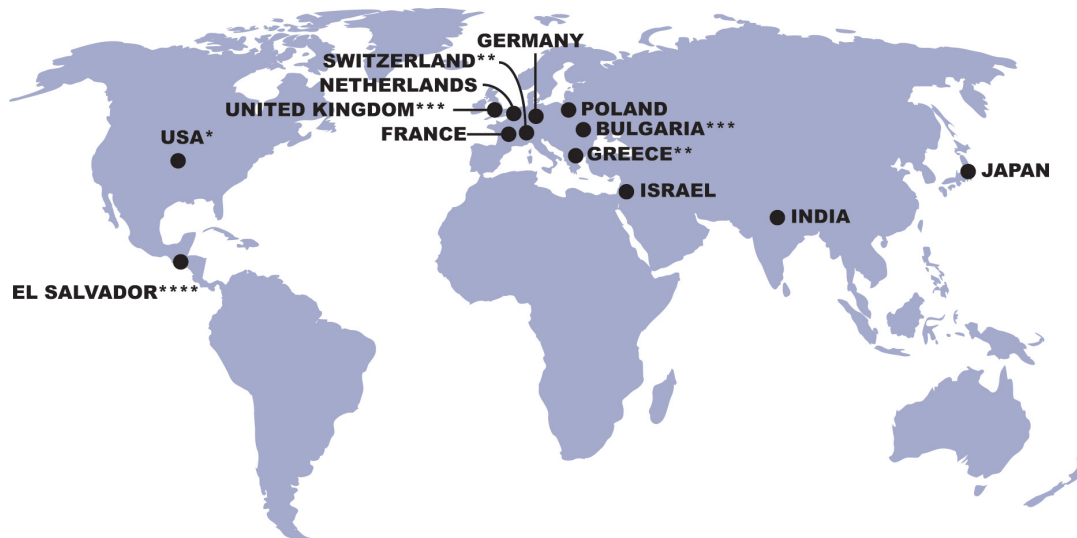 GERMANY
SWITZERLAND**
NETHERLANDS
UNITED KINGDOM***
POLAND
USA*
FRANCE
BULGARIA***
GREECE**
JAPAN
ISRAEL
INDIA
EL SALVADOR****